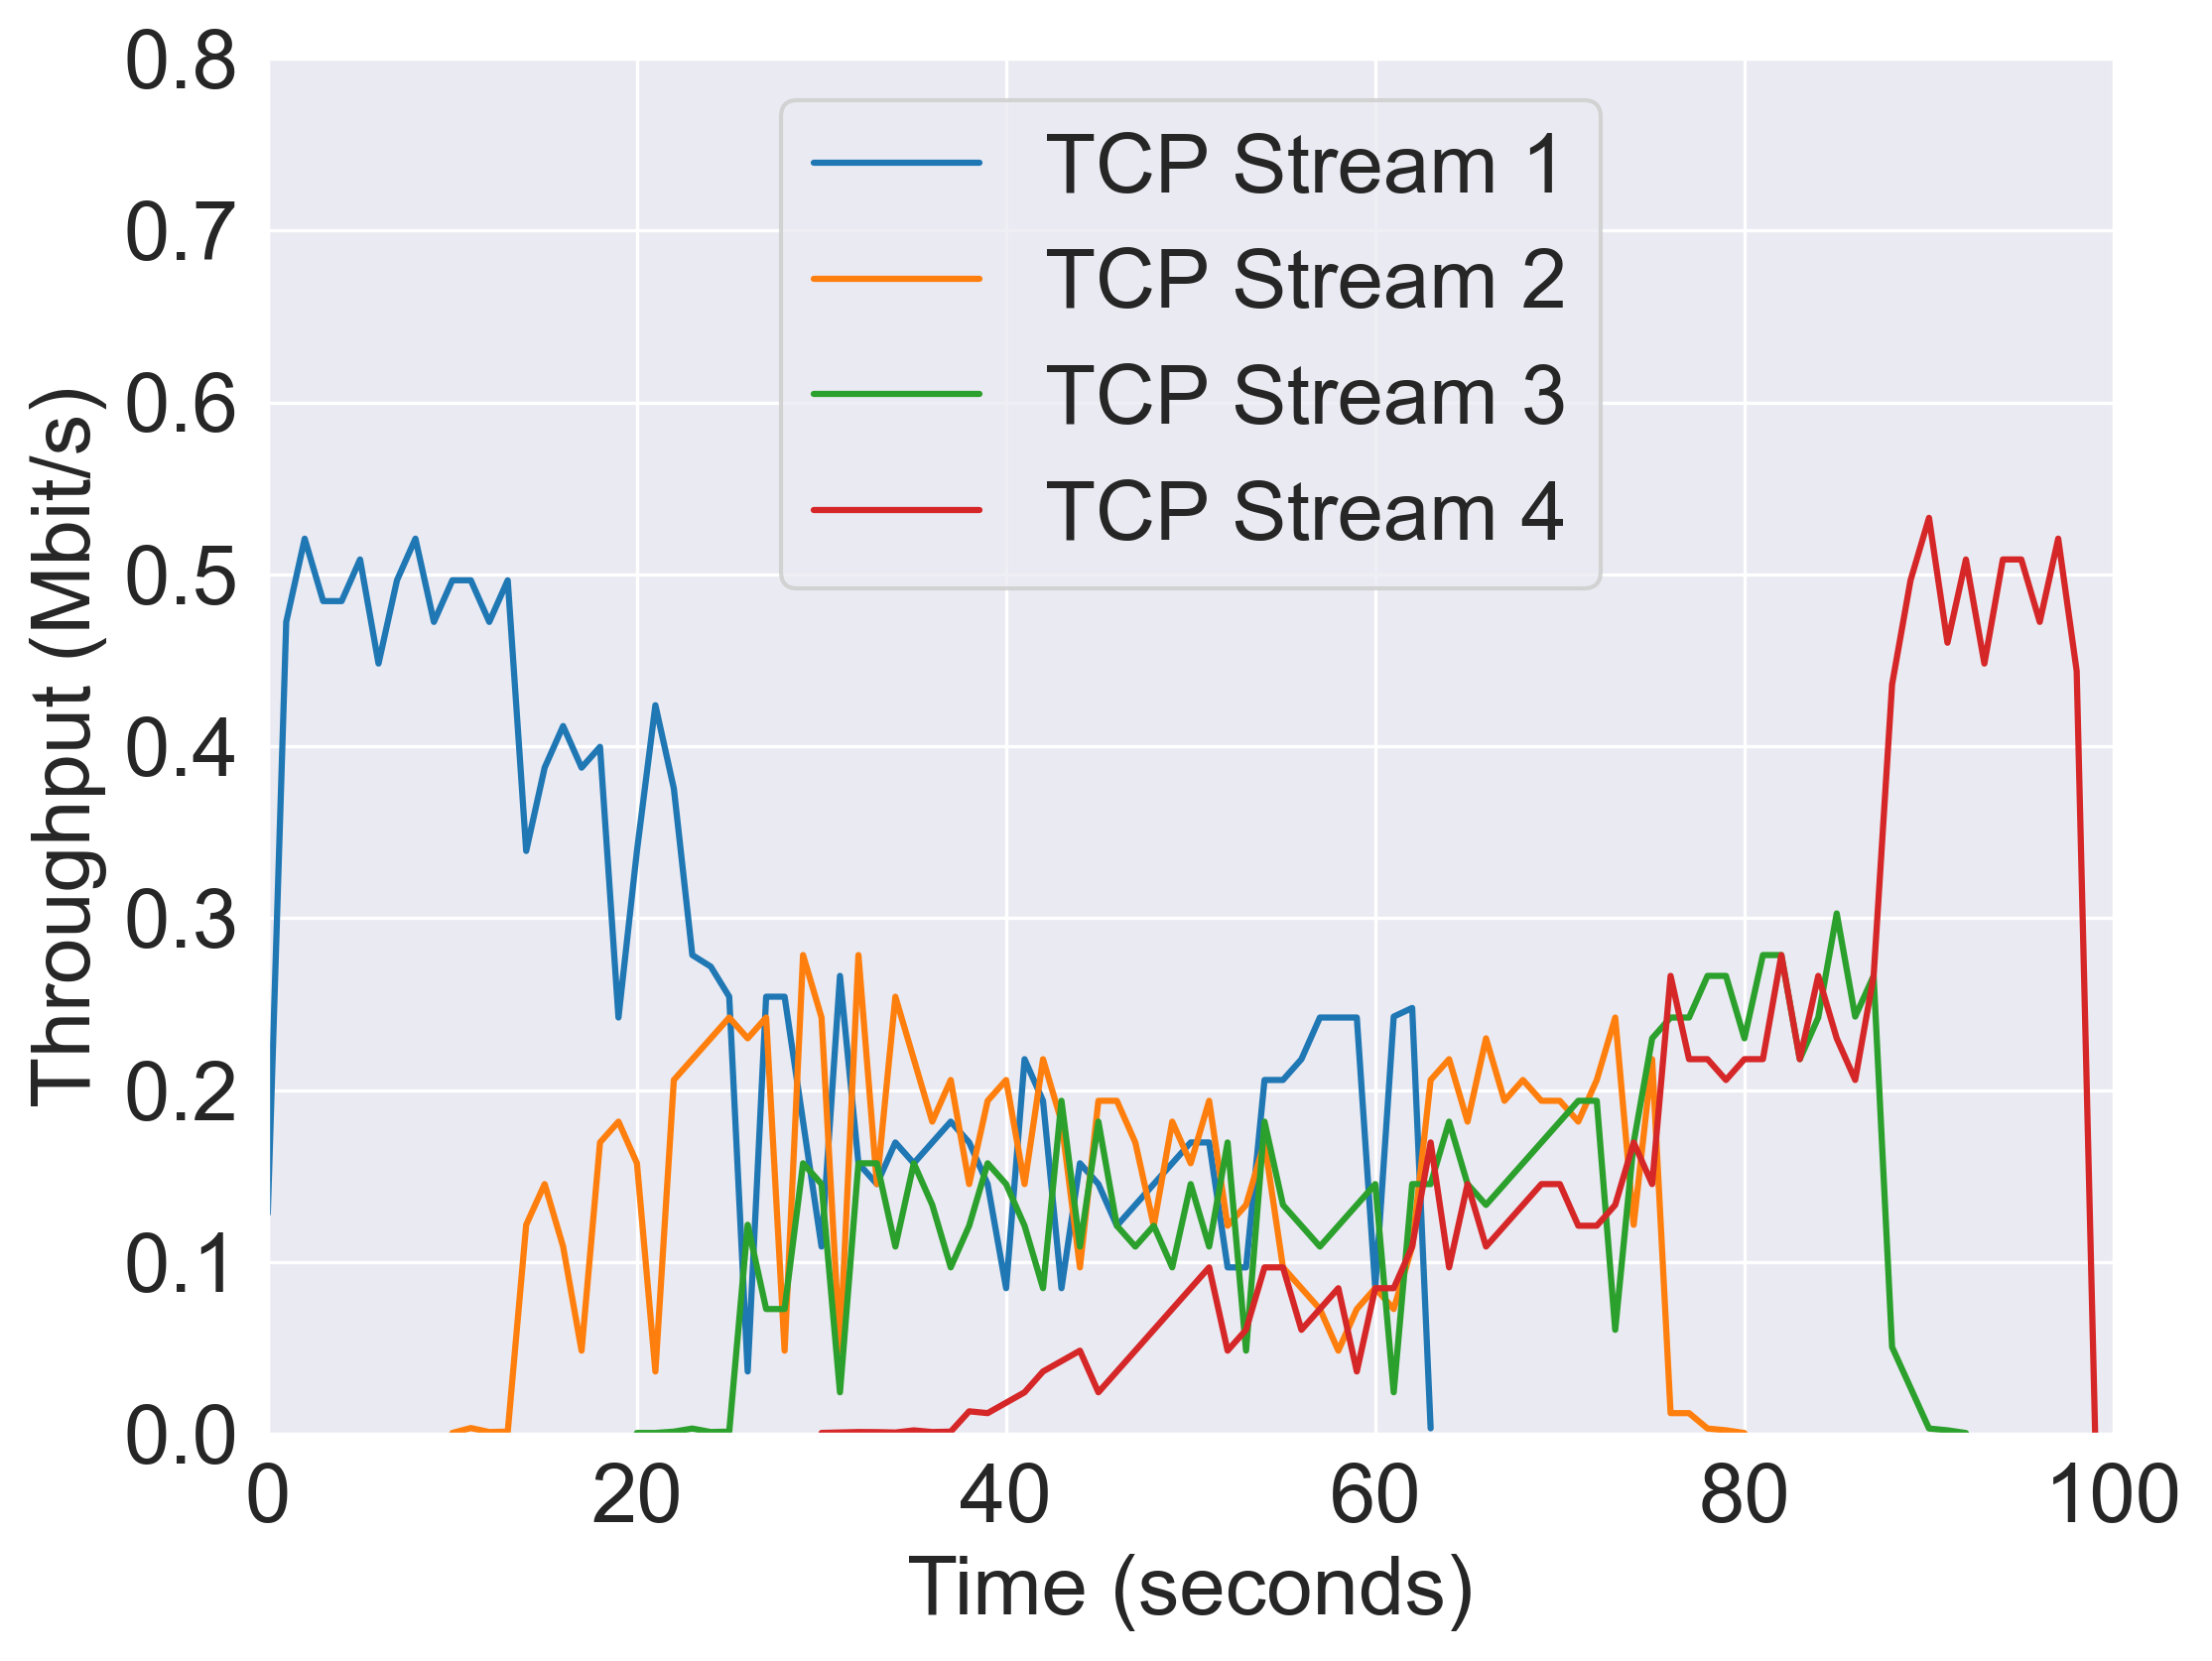 Throughput (Mbit/s)
0.8
0.7
0.6
0.5
0.4
0.3
0.2
0.1
0.0
TCP Stream 1
TCP Stream 2
TCP Stream 3
TCP Stream 4
0 20 40 60 80 100
Time (seconds)